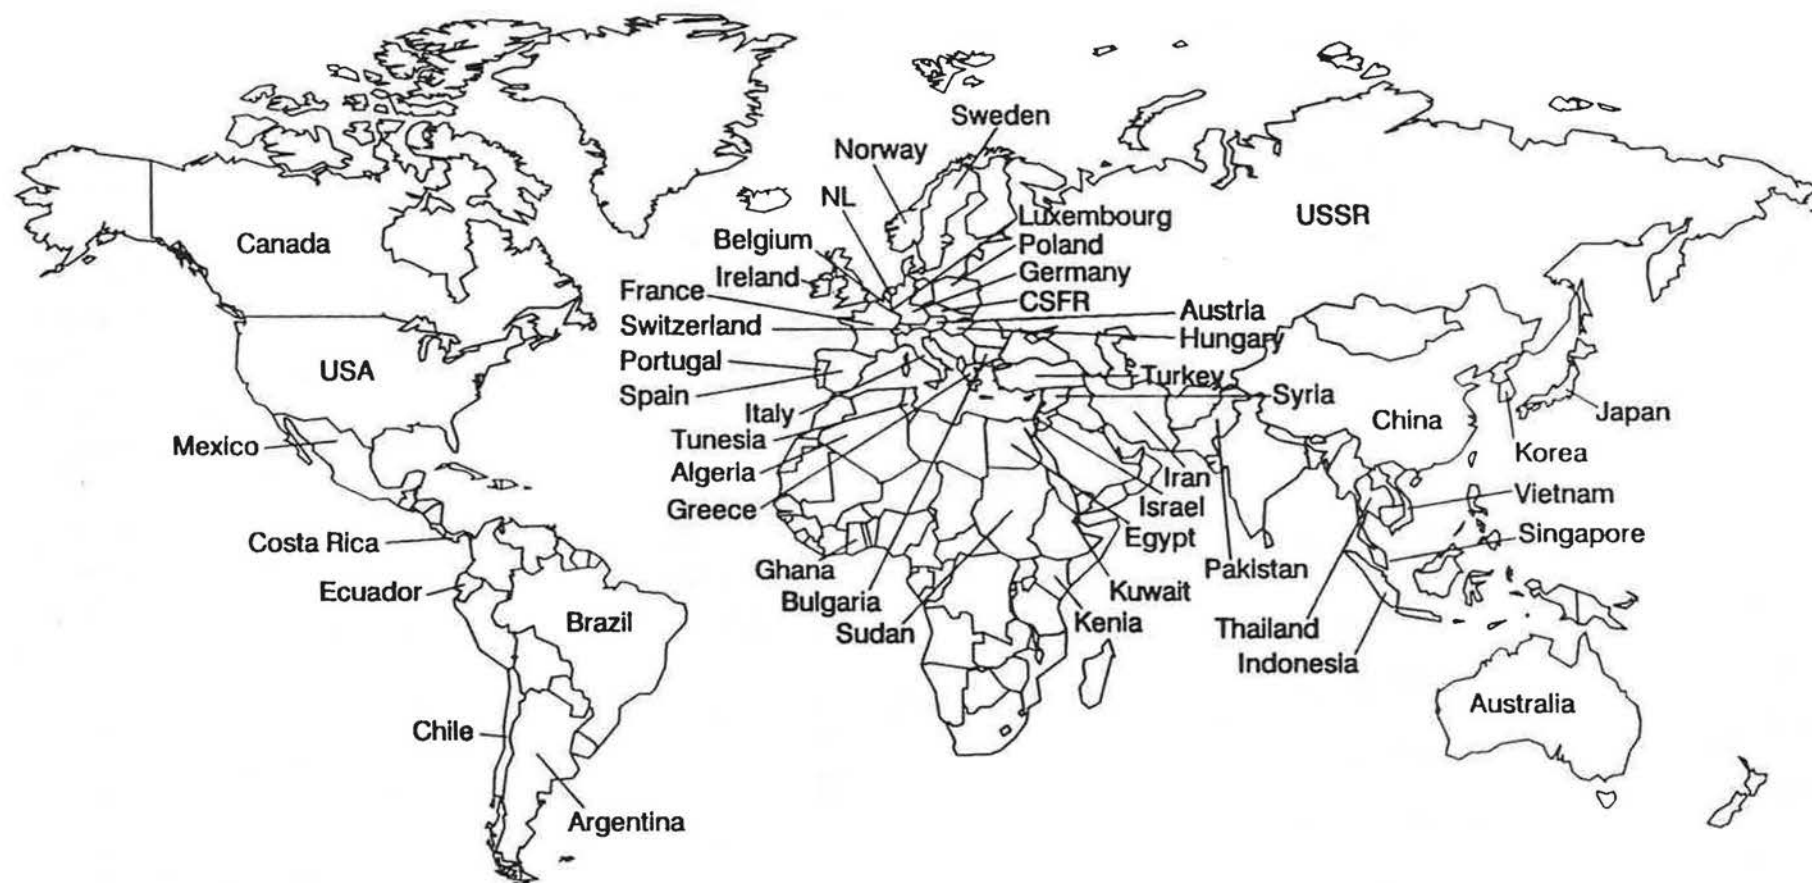 Sweden
Norway
NL
Luxembourg
USSR
Canada
Belgium
Poland
Ireland
Germany
France
CSFR
Austria
Switzerland
Hungary
Portugal
USA
Turkey
Spain
Syria
Italy
China
Japan
Mexico
Tunesia
Algeria
Iran
Korea
Greece
Israel
Vietnam
Costa Rica
Egypt
Singapore
Ghana
Pakistan
Ecuador
Bulgaria
Kuwait
Brazil
Sudan
Kenia
Thailand
Indonesia
Australia
Chile
Argentina